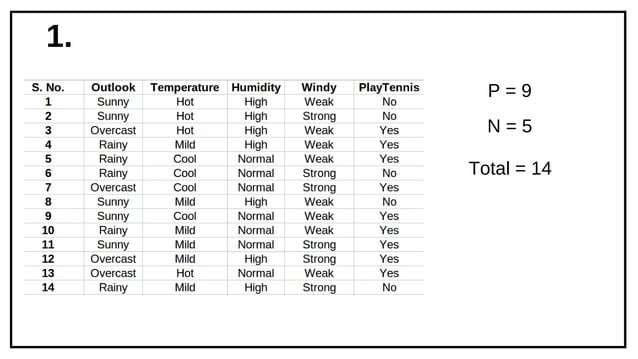 1.
S. No. Outlook Temperature Humidity Windy PlayTennis
1 Sunny Hot High Weak No
2 Sunny Hot High Strong No
3 Overcast Hot High Weak Yes
4 Rainy Mild High Weak Yes
5 Rainy Cool Normal Weak Yes
6 Rainy Cool Normal Strong No
7 Overcast Cool Normal Strong Yes
8 Sunny Mild High Weak No
9 Sunny Cool Normal Weak Yes
10 Rainy Mild Normal Weak Yes
11 Sunny Mild Normal Strong Yes
12 Overcast Mild High Strong Yes
13 Overcast Hot Normal Weak Yes
14 Rainy Mild High Strong No
P = 9
N = 5
Total = 14